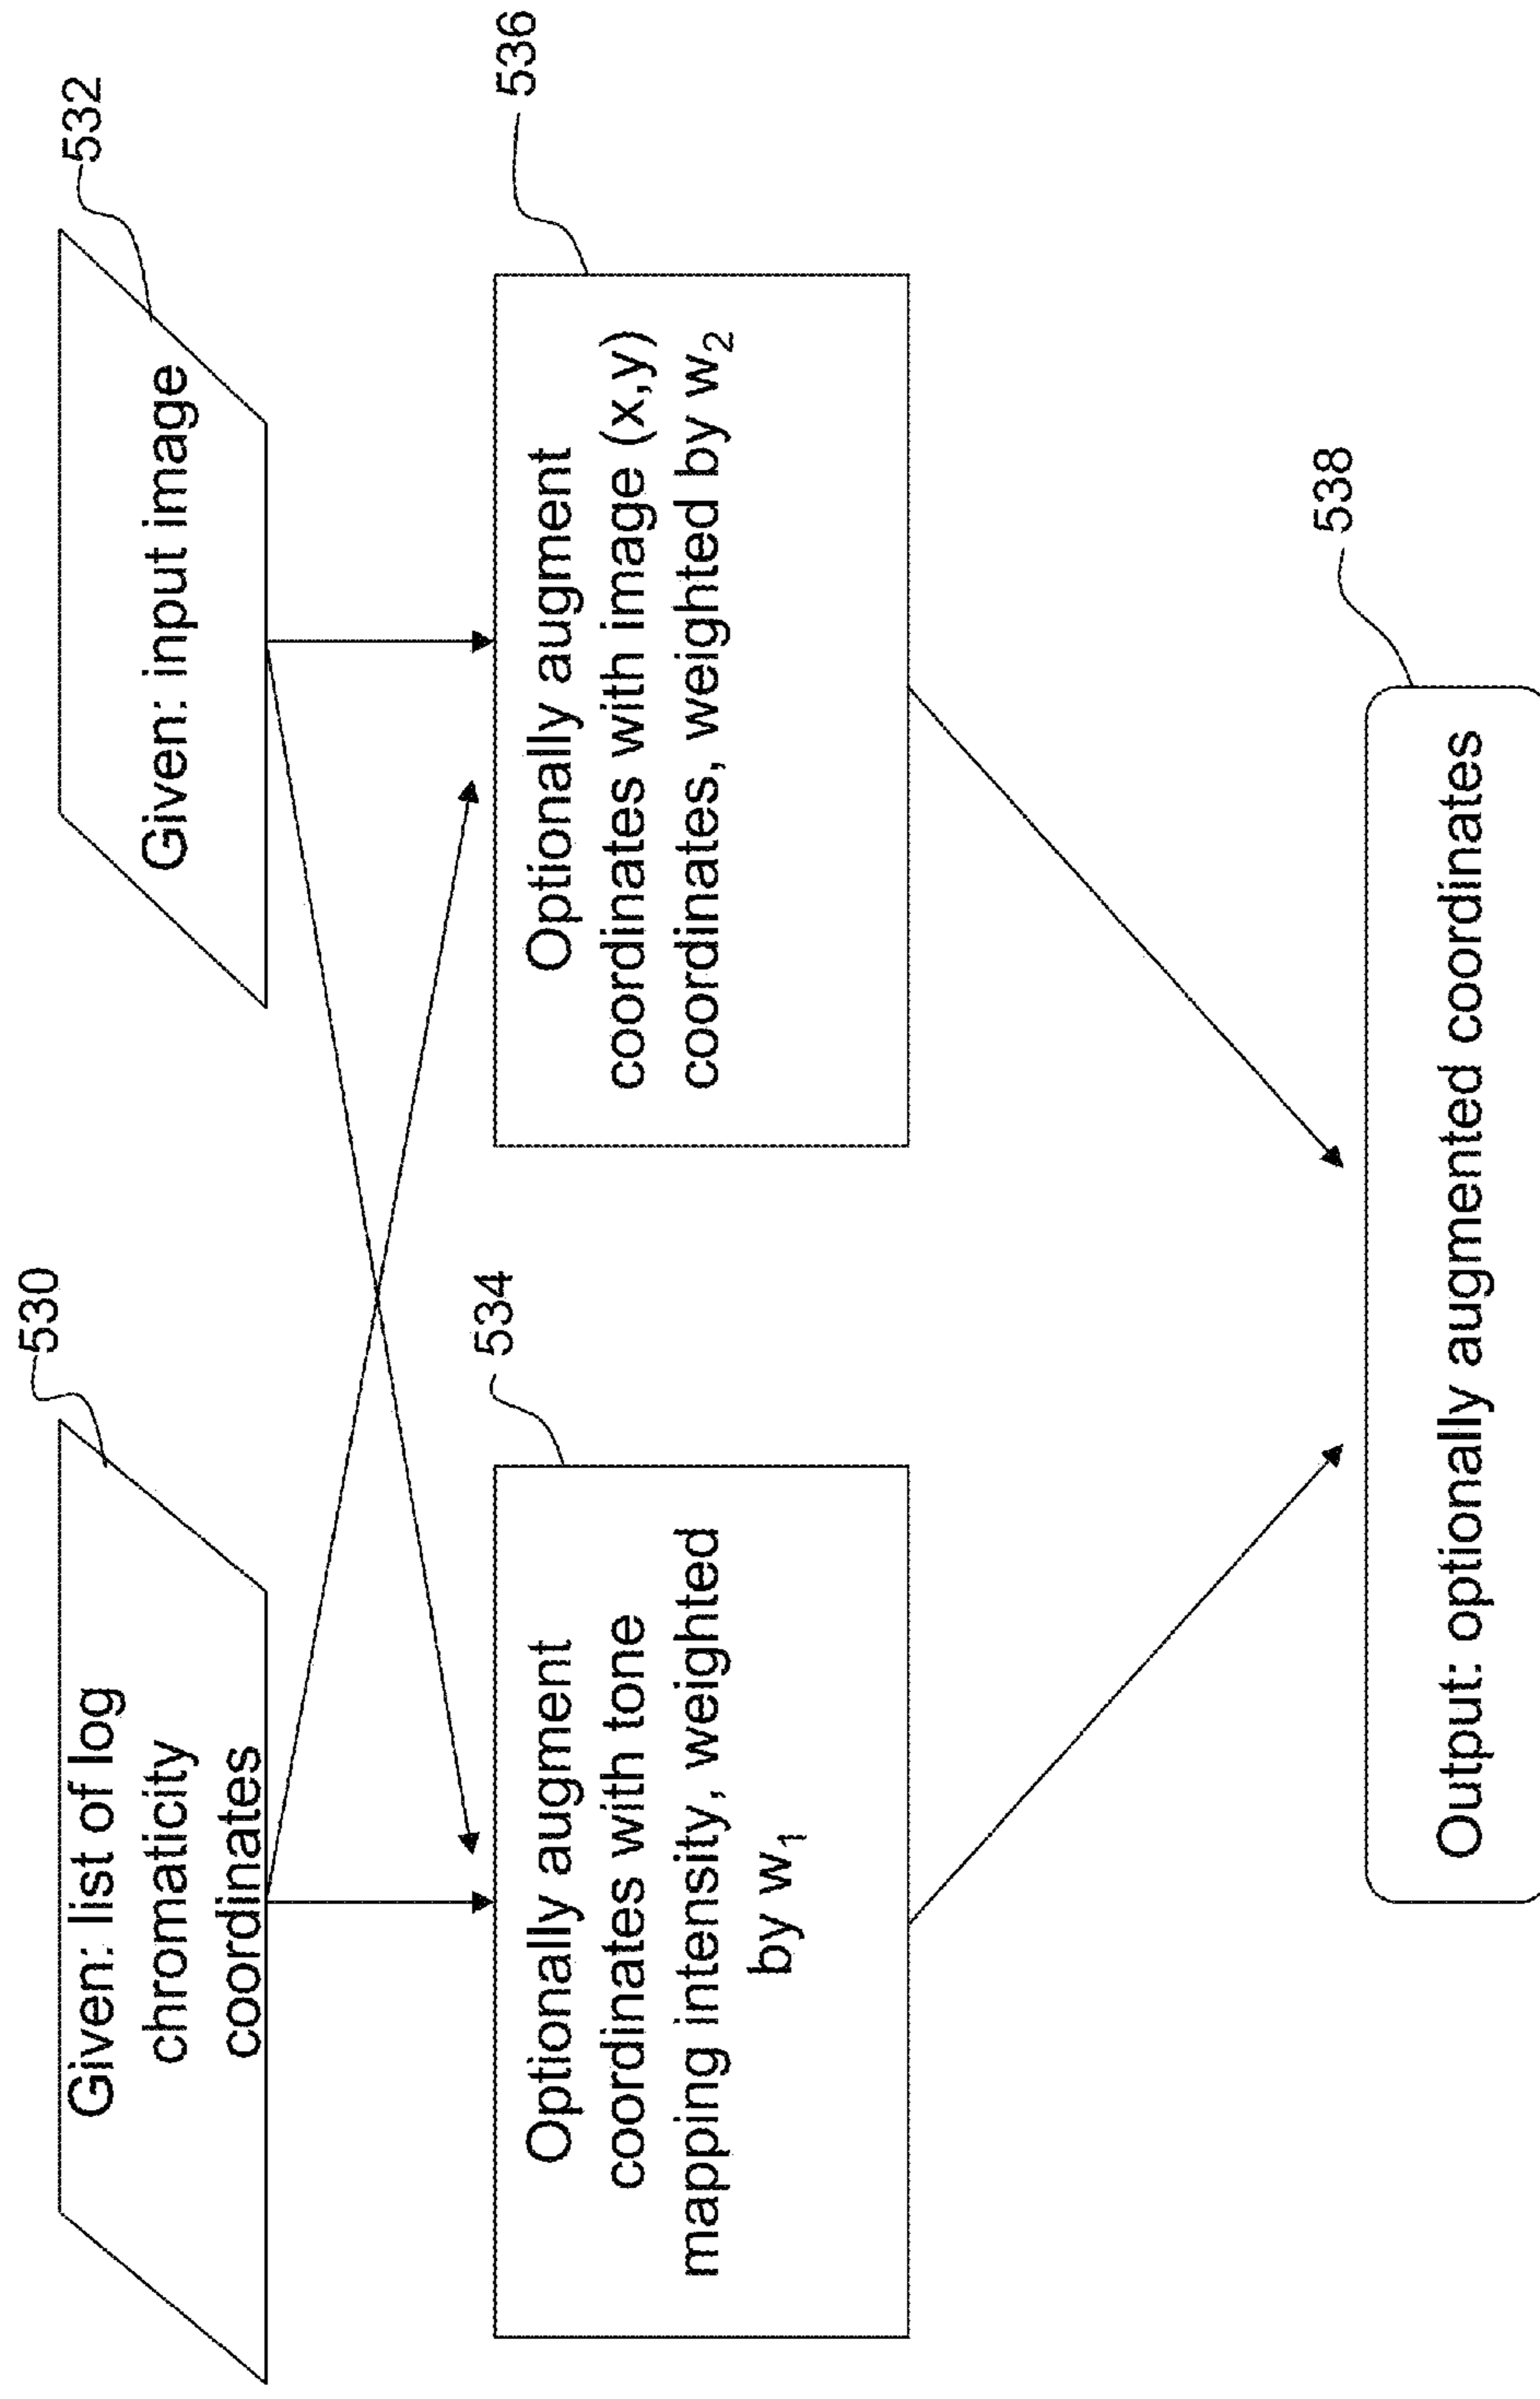 530
Given: list of log
chromaticity
coordinates
532
Given: input image
534
Optionally augment
coordinates with tone
mapping intensity, weighted
by w₁
536
Optionally augment
coordinates with image (x,y)
coordinates, weighted by w₂
538
Output: optionally augmented coordinates